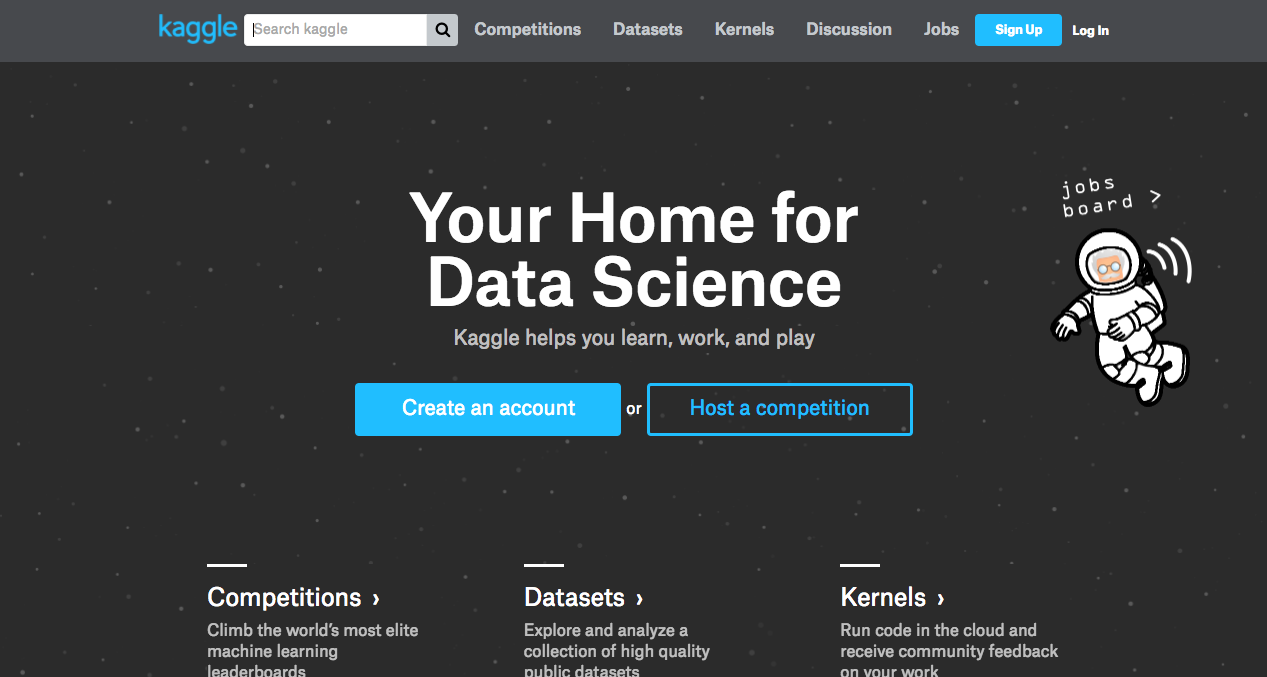 kaggle
Search kaggle
Competitions
Datasets
Kernels
Discussion
Jobs
Sign Up
Log In
jobs
board >
Your Home for
Data Science
Kaggle helps you learn, work, and play
Create an account or Host a competition
Competitions ›
Climb the world’s most elite
machine learning
leaderboards
Datasets ›
Explore and analyze a
collection of high quality
public datasets
Kernels ›
Run code in the cloud and
receive community feedback
on your work